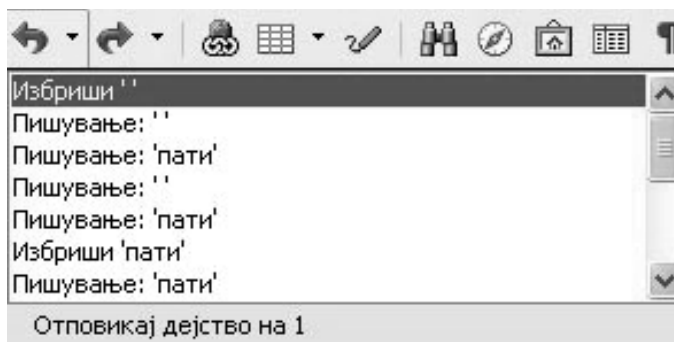 Избриши ' '
Пишување: ' '
Пишување: 'пати'
Пишување: ' '
Пишување: 'пати'
Избриши 'пати'
Пишување: 'пати'
Отповикај дејство на 1